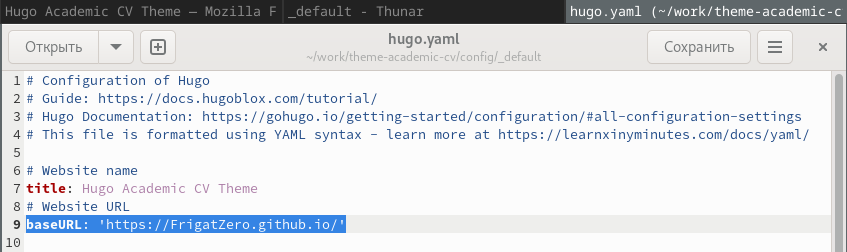 Hugo Academic CV Theme — Mozilla F
_default - Thunar
hugo.yaml (~/work/theme-academic-c
Открыть
hugo.yaml
~/work/theme-academic-cv/config/_default
Сохранить
1 # Configuration of Hugo
2 # Guide: https://docs.hugoblox.com/tutorial/
3 # Hugo Documentation: https://gohugo.io/getting-started/configuration/#all-configuration-settings
4 # This file is formatted using YAML syntax - learn more at https://learnxinyminutes.com/docs/yaml/
5
6 # Website name
7 title: Hugo Academic CV Theme
8 # Website URL
9 baseURL: 'https://FrigatZero.github.io/'
10